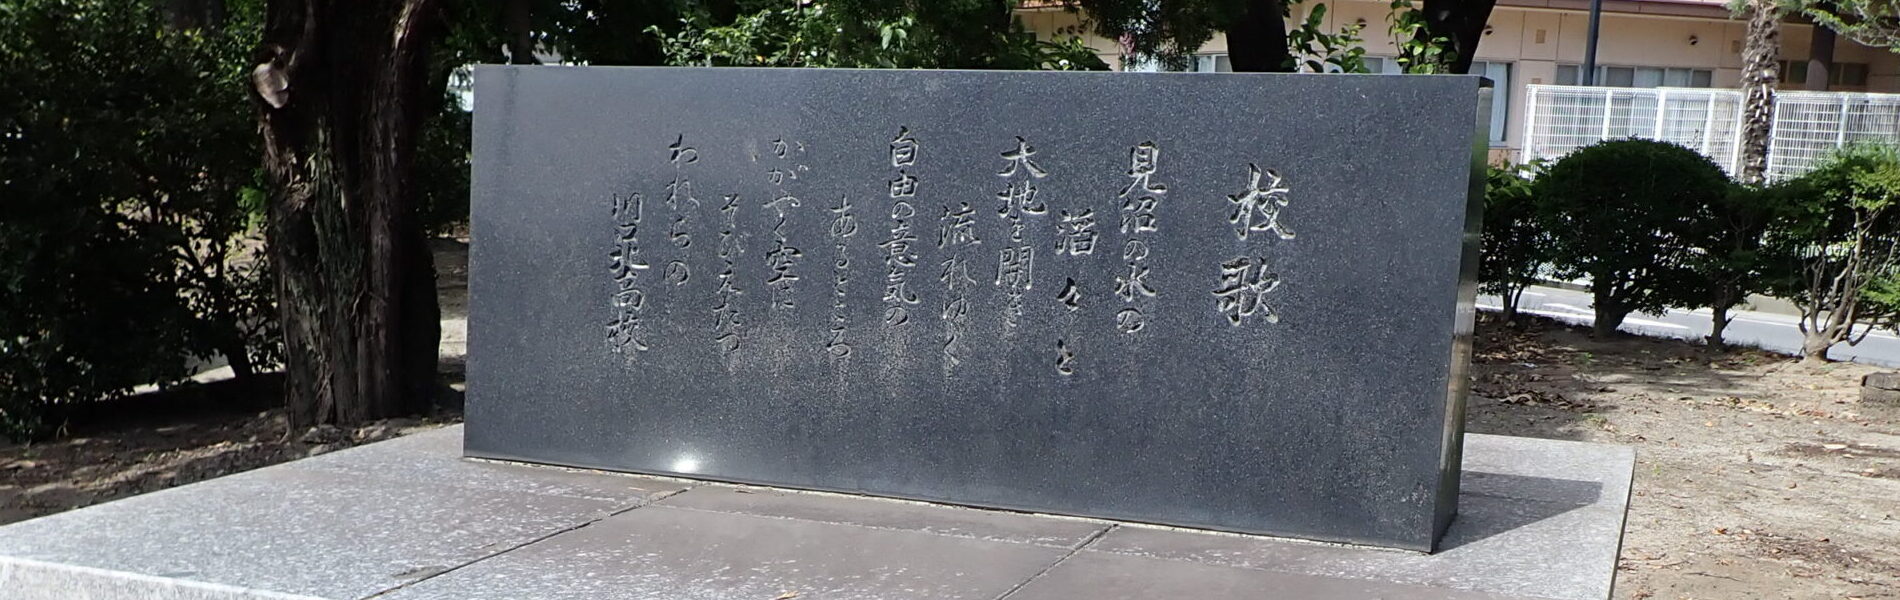 校歌
見沼の水の
滔々と
大地を開き
流れゆく
自由の意気の
あるところ
かがやく空に
そびえたつ
われらの
川口北高校